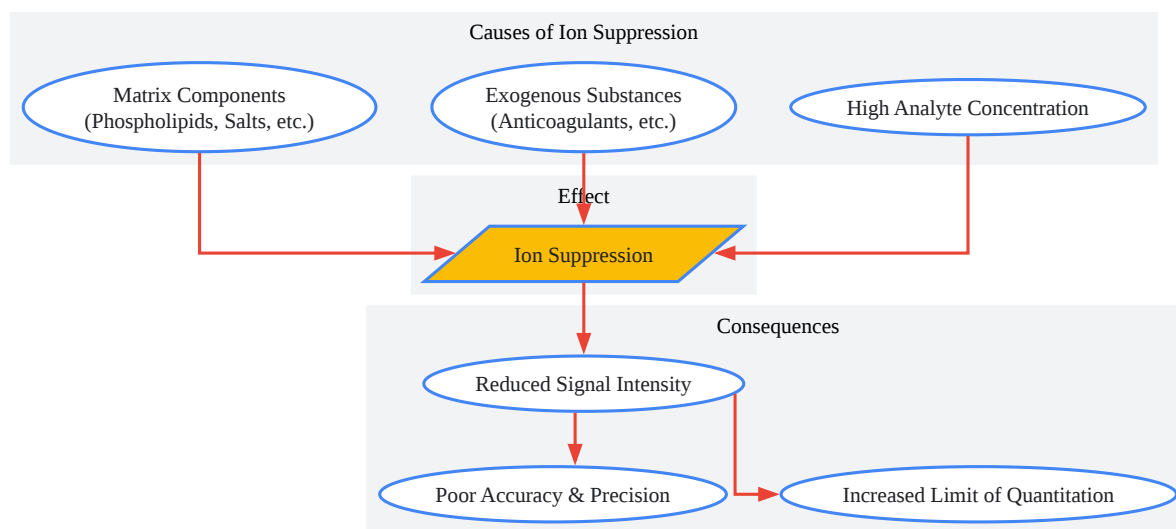 Causes of Ion Suppression
Matrix Components
(Phospholipids, Salts, etc.)
Exogenous Substances
(Anticoagulants, etc.)
High Analyte Concentration
Effect
Ion Suppression
Consequences
Reduced Signal Intensity
Poor Accuracy & Precision
Increased Limit of Quantitation